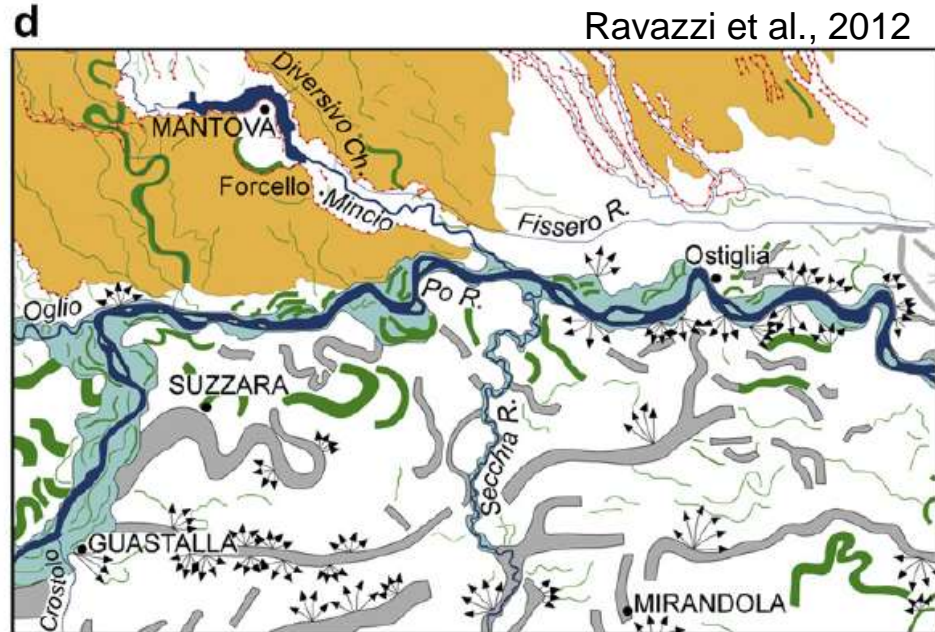 d
Ravazzi et al., 2012
MANTOVA
Diversivo Ch.
Forcello
Mincio
Fissero R.
Ostiglia
Oglio
Po R.
SUZZARA
Secchia R.
GUASTALLA
Crostolo
MIRANDOLA